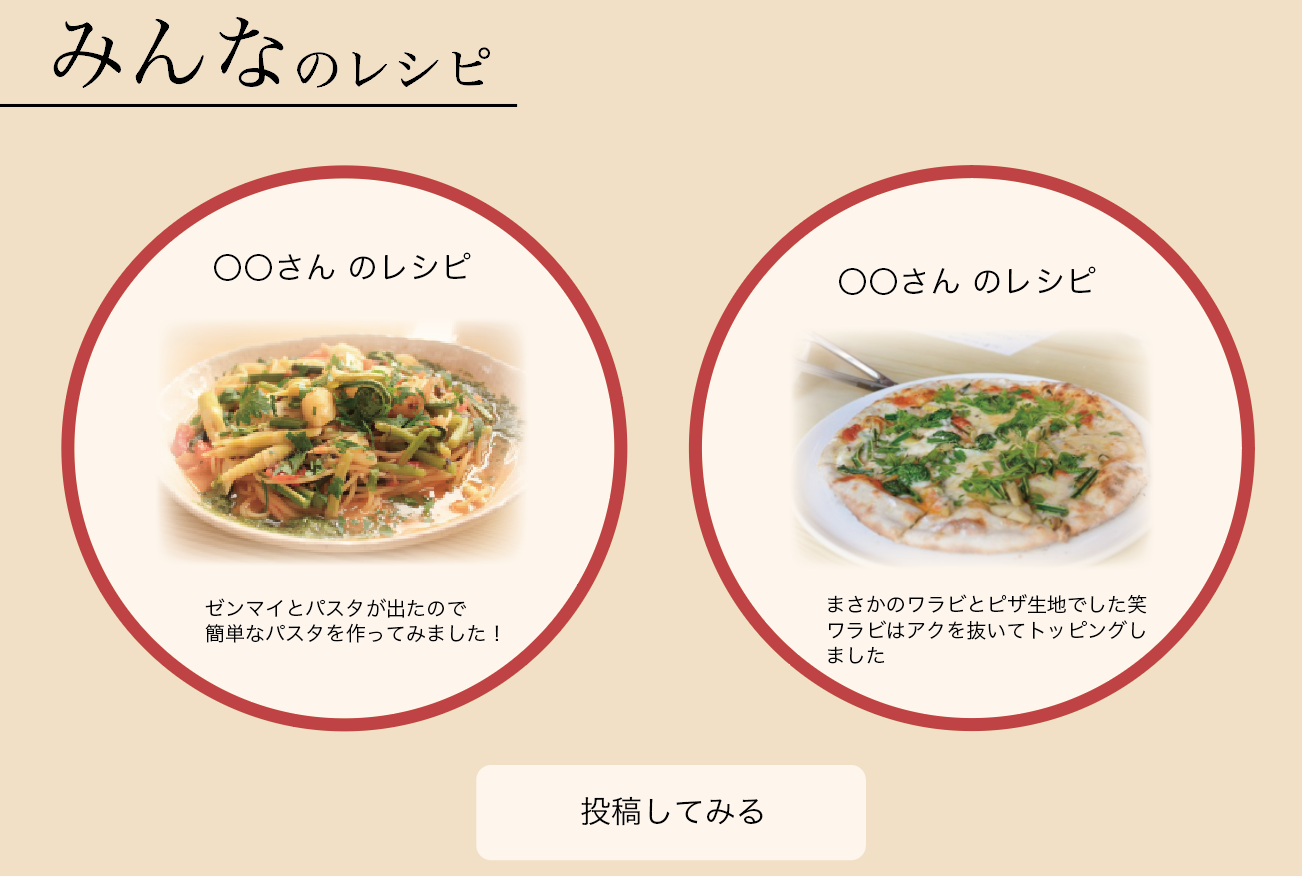 みんなのレシピ
〇〇さん のレシピ
ゼンマイとパスタが出たので
簡単なパスタを作ってみました！
〇〇さん のレシピ
まさかのワラビとピザ生地でした笑
ワラビはアクを抜いてトッピングし
ました
投稿してみる